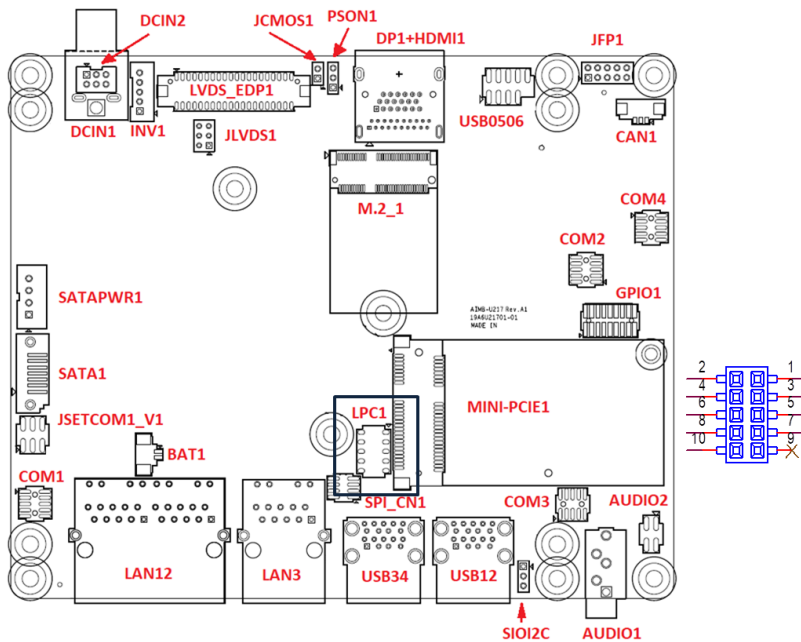 DCIN2
JCMOS1
PSON1
DP1+HDMI1
JFP1
LVDS_EDP1
DCIN1
INV1
JLVDS1
USB0506
CAN1
M.2_1
COM4
COM2
SATAPWR1
GPIO1
AIMB-U217 Rev.A1
19A6U21701-01
MADE IN
SATA1
LPC1
MINI-PCIE1
2 1
4 3
6 5
8 7
10 9
JSETCOM1_V1
BAT1
COM1
SPI_CN1
COM3
AUDIO2
LAN12
LAN3
USB34
USB12
SIOI2C
AUDIO1